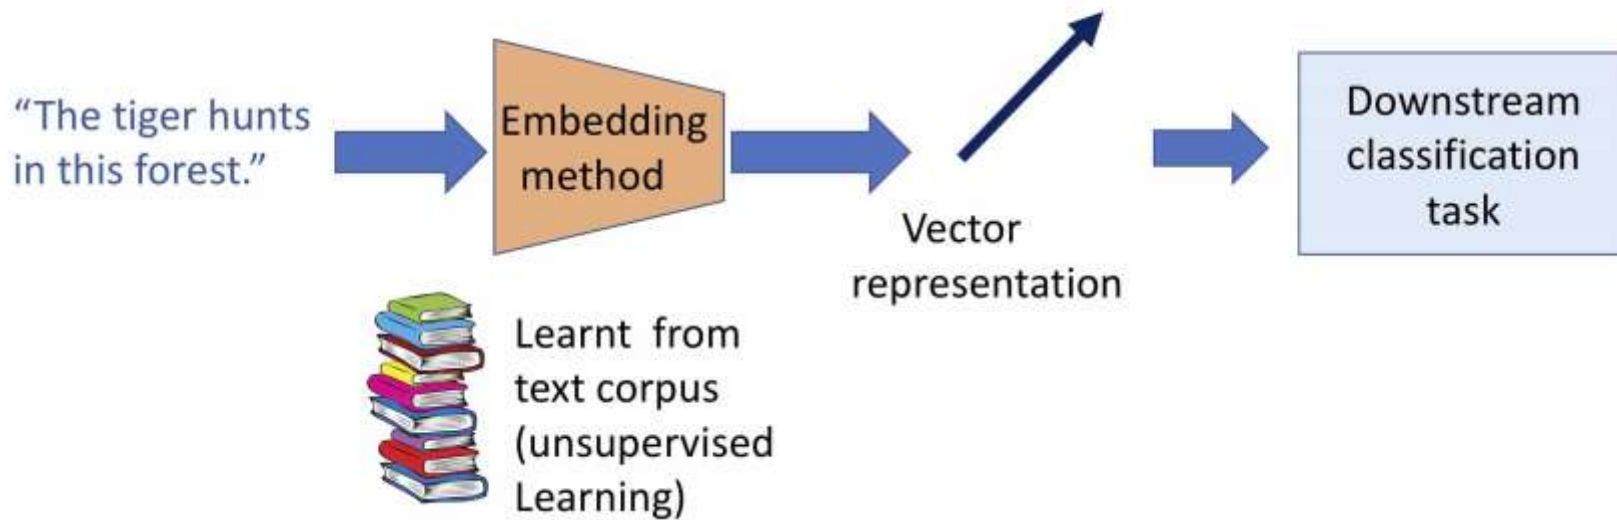 “The tiger hunts
in this forest.”
Embedding
method
Vector
representation
Downstream
classification
task
Learnt from
text corpus
(unsupervised
Learning)